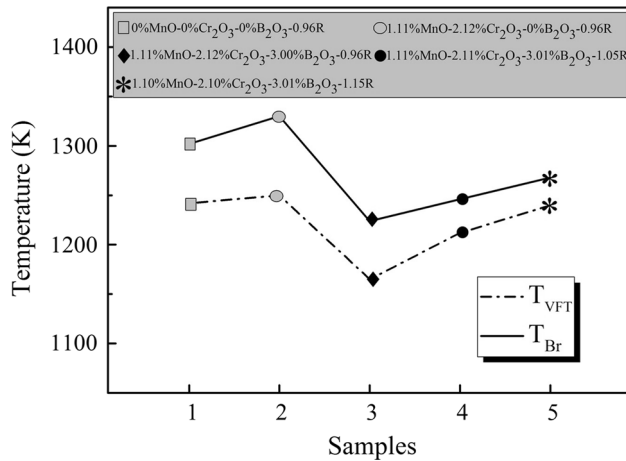 1400
1300
1200
1100
Temperature (K)
0%MnO-0%Cr₂O₃-0%B₂O₃-0.96R 1.11%MnO-2.12%Cr₂O₃-0%B₂O₃-0.96R
1.11%MnO-2.12%Cr₂O₃-3.00%B₂O₃-0.96R 1.11%MnO-2.11%Cr₂O₃-3.01%B₂O₃-1.05R
1.10%MnO-2.10%Cr₂O₃-3.01%B₂O₃-1.15R
T_VFT
T_Br
1 2 3 4 5
Samples